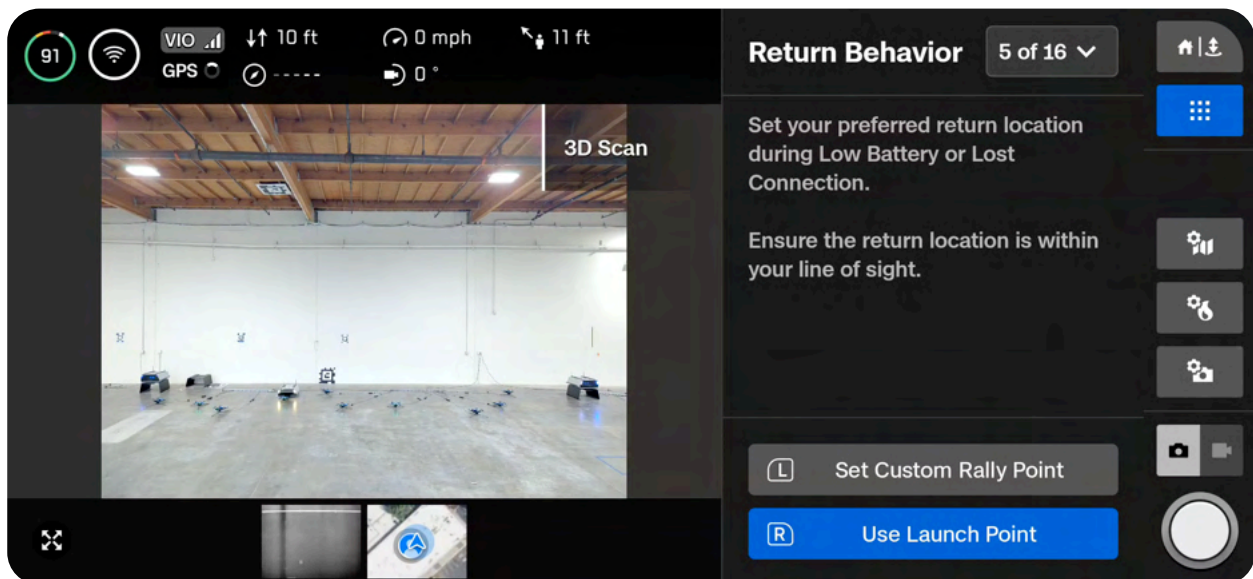 91
VIO
GPS
10 ft
0 mph
11 ft
-----
0 °
3D Scan
Return Behavior
5 of 16
Set your preferred return location
during Low Battery or Lost
Connection.
Ensure the return location is within
your line of sight.
L Set Custom Rally Point
R Use Launch Point